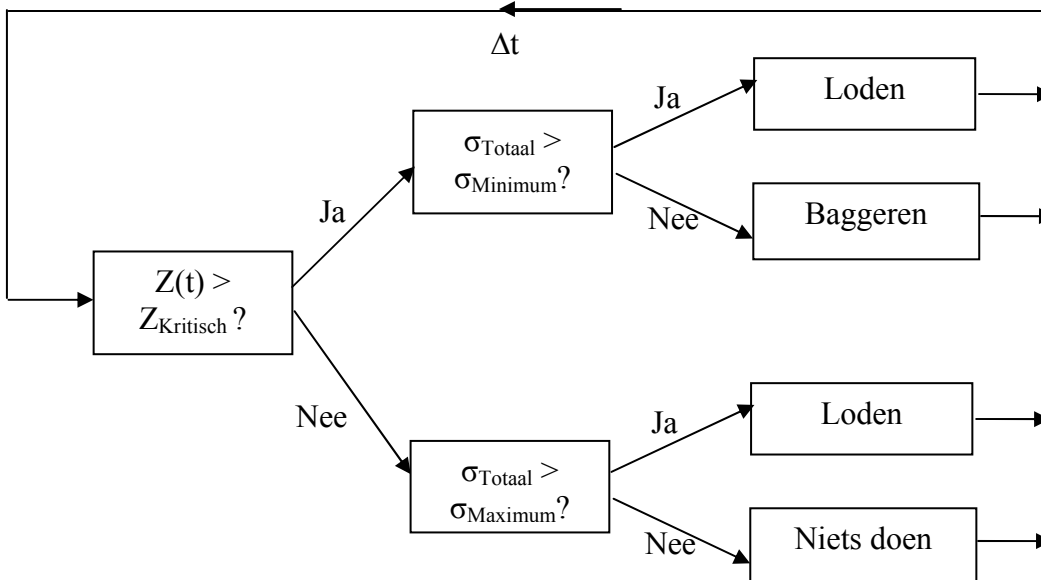 Δt
Loden
Ja
σTotaal >
σMinimum?
Nee
Baggeren
Ja
Z(t) >
ZKritisch ?
Nee
Loden
Ja
σTotaal >
σMaximum?
Nee
Niets doen